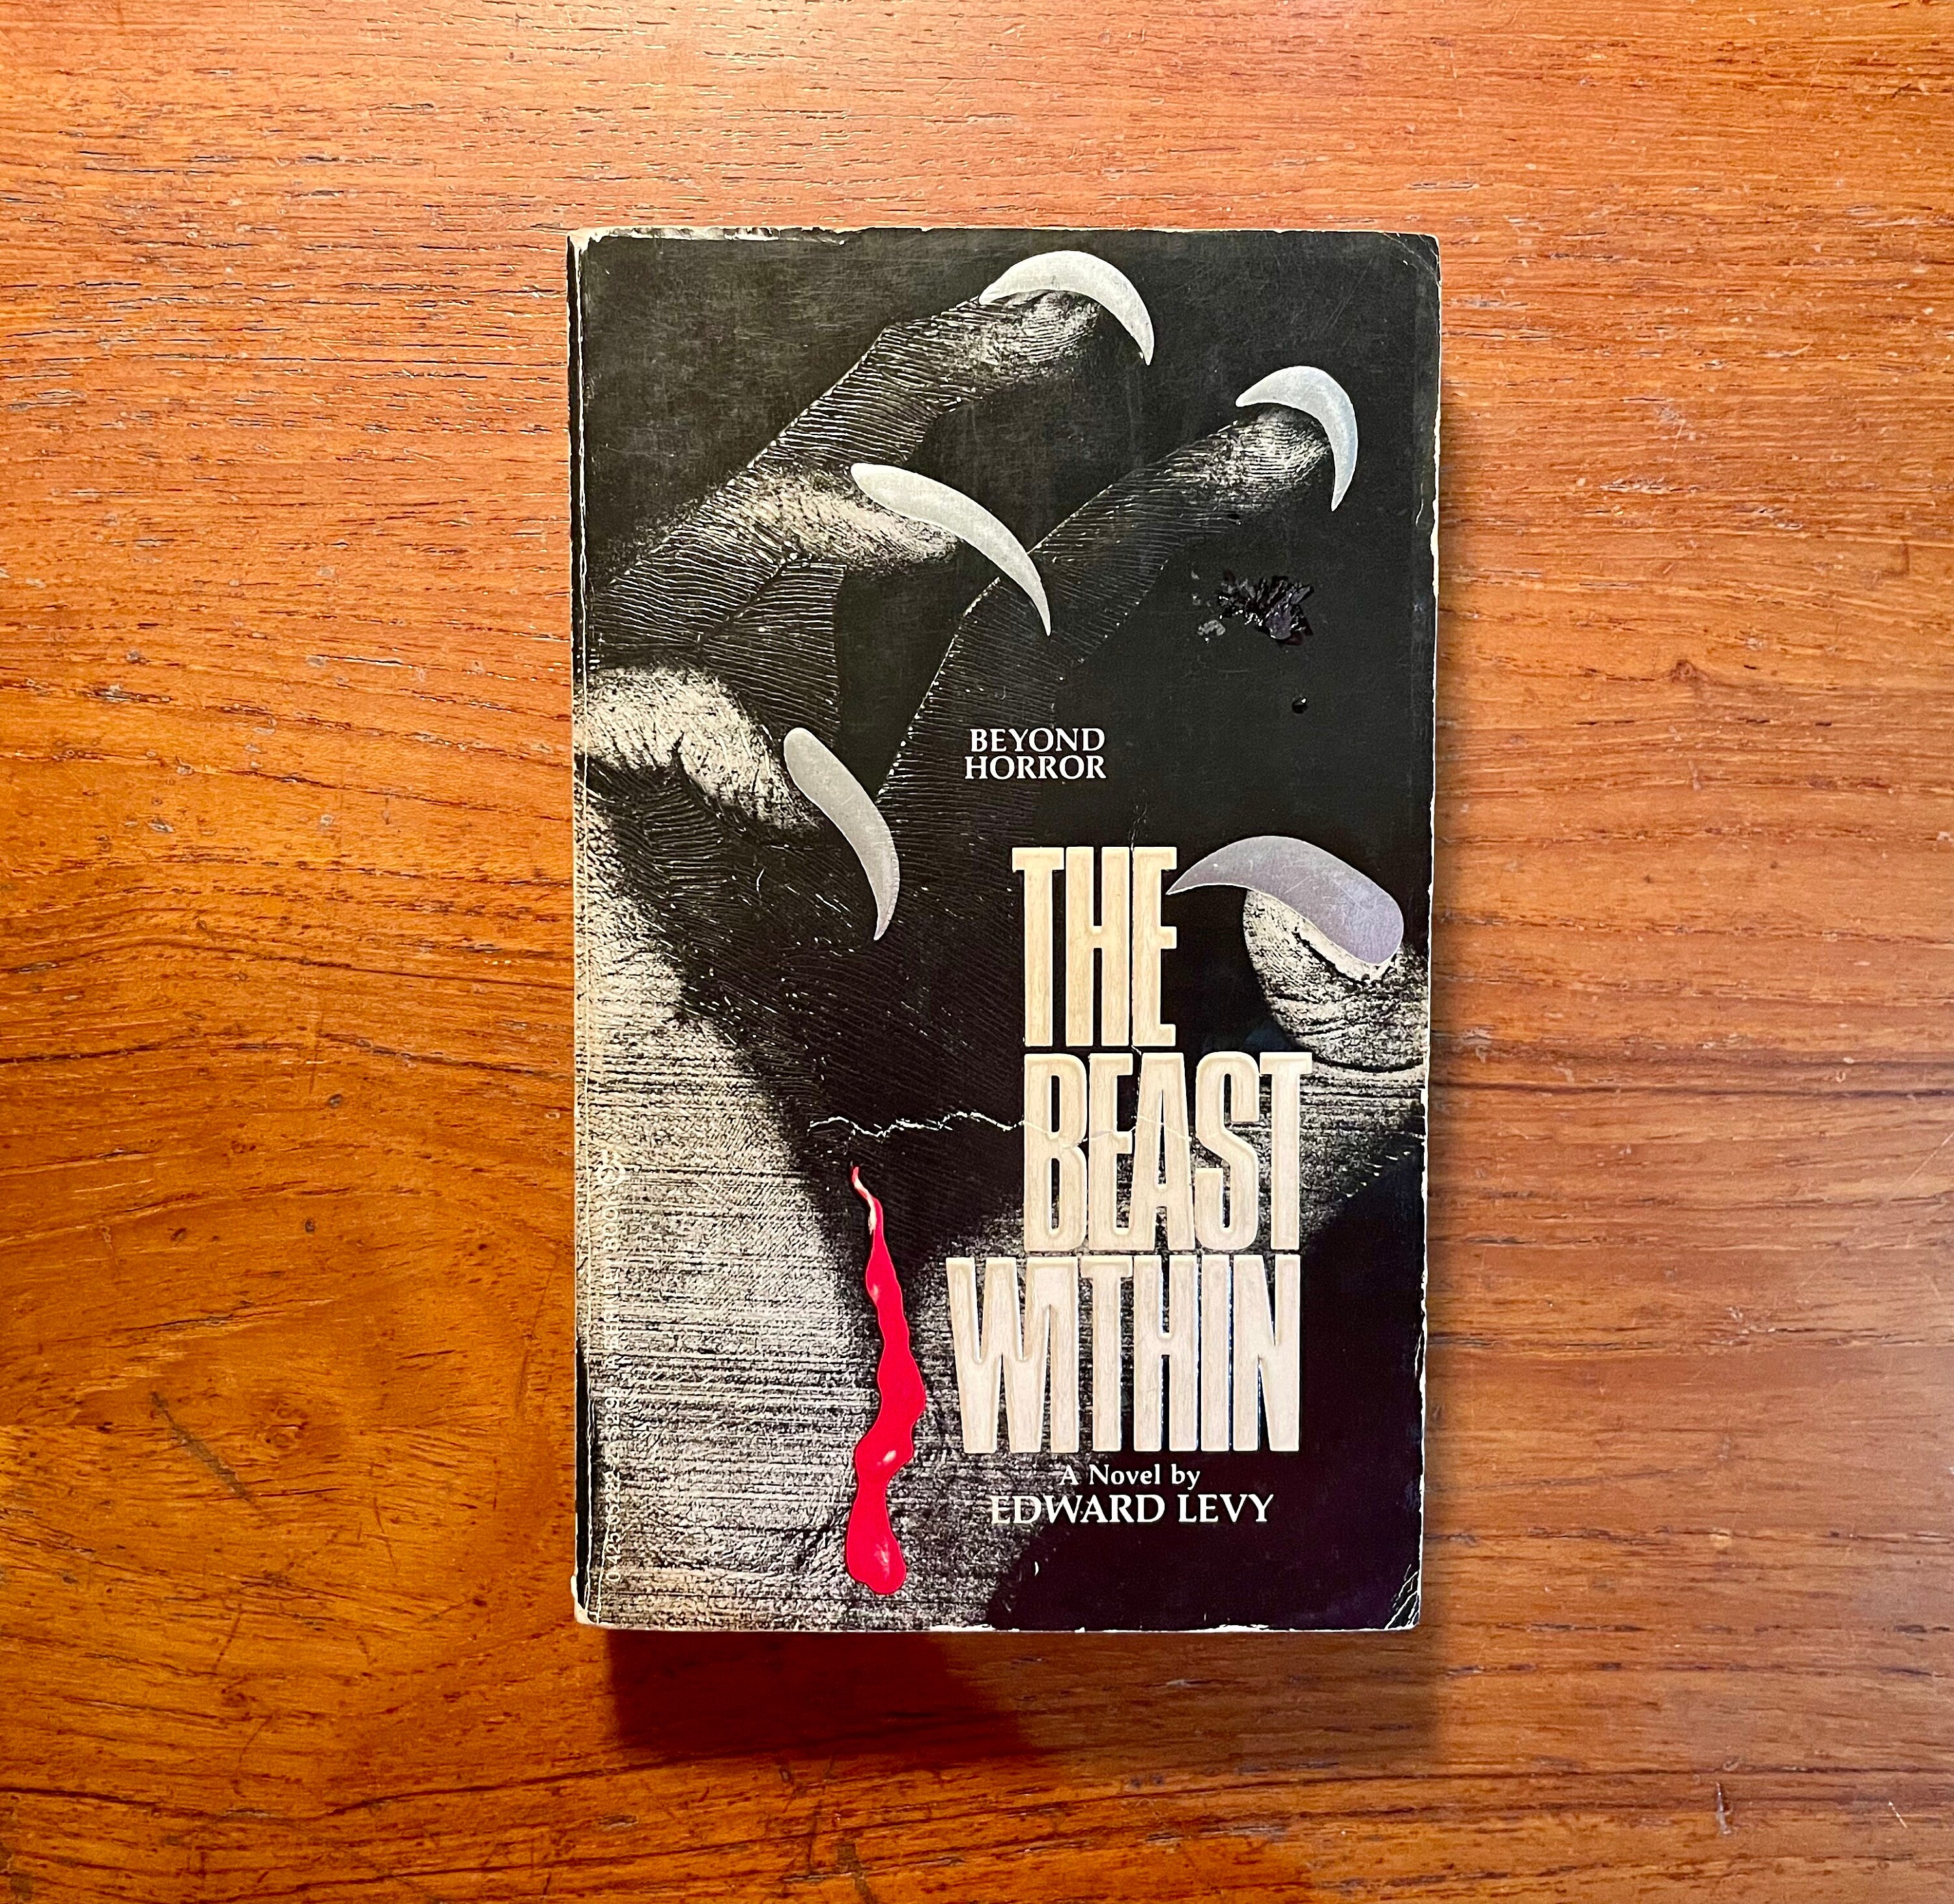 BEYOND
HORROR
THE
BEAST
WITHIN
A Novel by
EDWARD LEVY